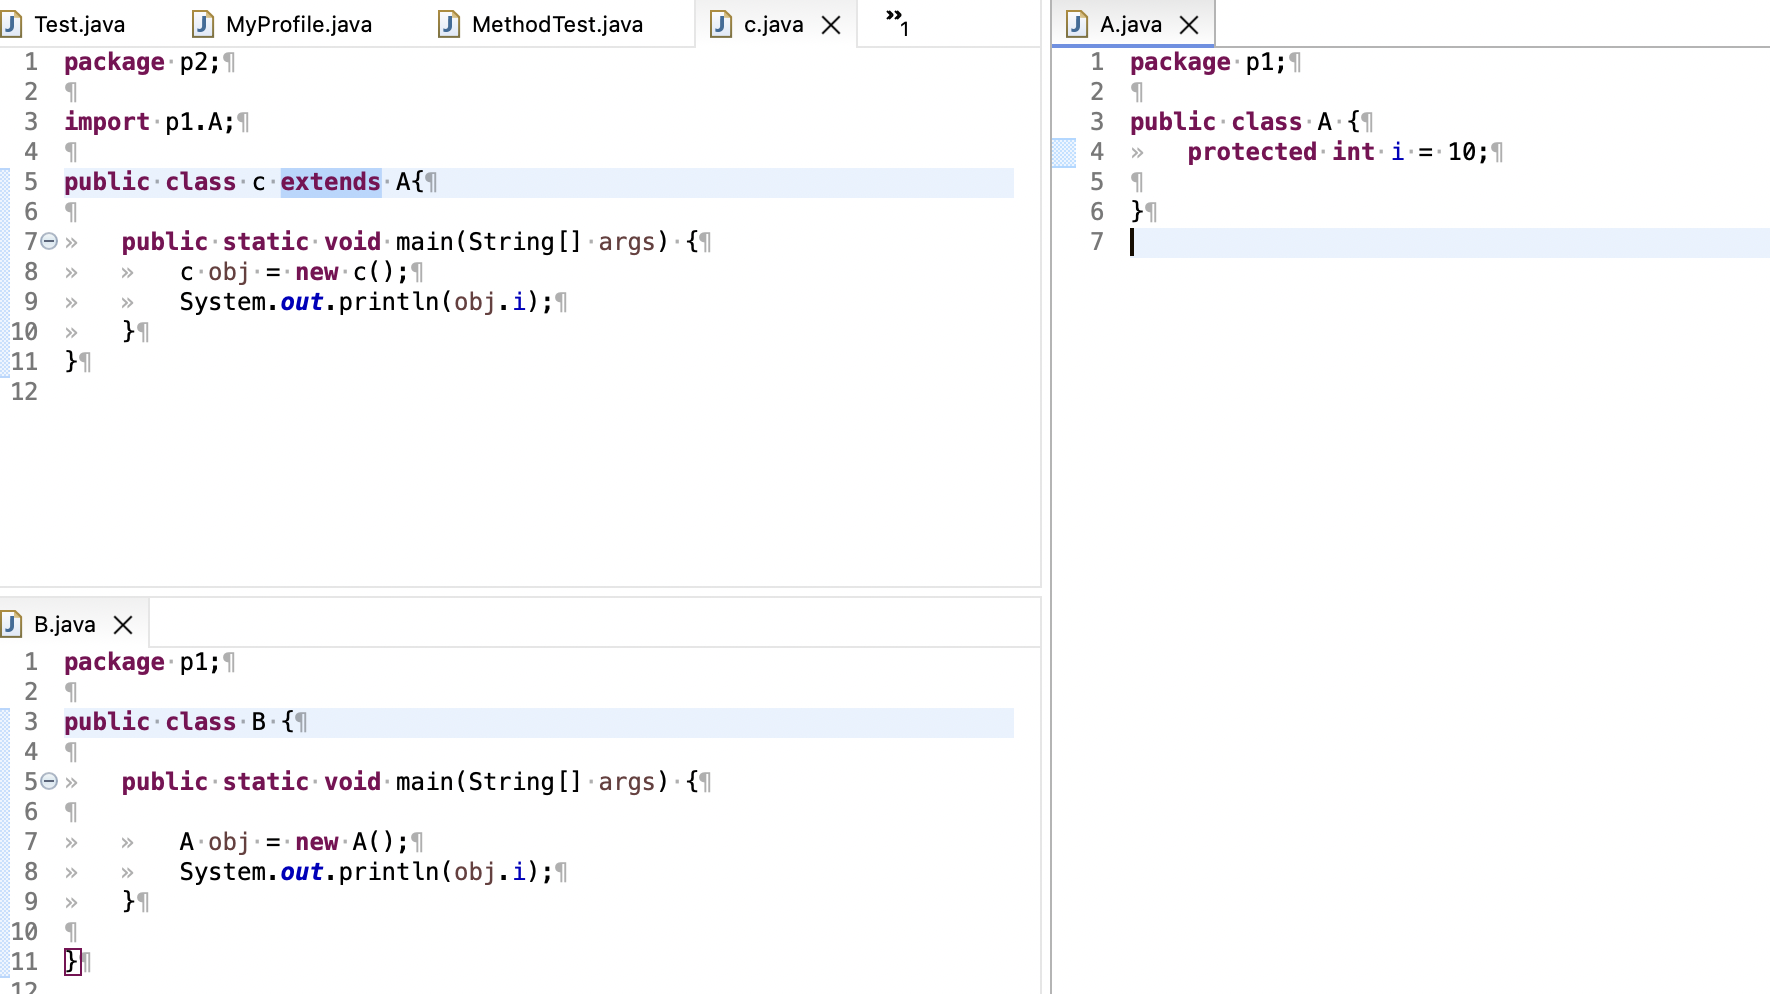 Test.java MyProfile.java MethodTest.java c.java »1
1 package p2;
2
3 import p1.A;
4
5 public class c extends A{
6
7 public static void main(String[] args) {
8 c obj = new c();
9 System.out.println(obj.i);
10 }
11 }
12
B.java
1 package p1;
2
3 public class B {
4
5 public static void main(String[] args) {
6
7 A obj = new A();
8 System.out.println(obj.i);
9 }
10
11 }
12
A.java
1 package p1;
2
3 public class A {
4 protected int i = 10;
5
6 }
7